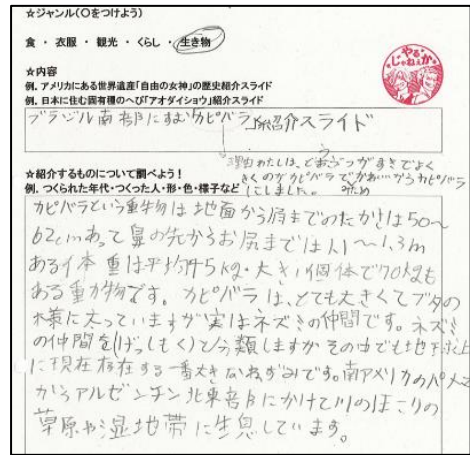 ☆ジャンル(〇をつけよう)
食 ・ 衣服 ・ 観光 ・ くらし ・ 生き物
☆内容
例. アメリカにある世界遺産「自由の女神」の歴史紹介スライド
例. 日本に住む固有種のへび「アオダイショウ」紹介スライド
じゃねぇか
ブラジル南部にすむカピバラ 紹介スライド
理由わたしは、どうぶつがすきでよく
きくのがカピバラでかわいいからカピバラ
にしました。
☆紹介するものについて調べよう!
例. つくられた年代・つくった人・形・色・様子など
カピバラという動物は地面から肩までのたかさは50～
62cmあって鼻の先からお尻までは1.1～1.3m
ある体重は平均45kg・大きい個体で70kgも
ある動物です。カピバラは、とても大きくてブタの
様に太っていますが実はネズミの仲間です。ネズミ
の仲間を(げっしもく)と分類しますがその中でも地球上
に現在存在する一番大きなねずみです。南アメリカのパナマ
からアルゼンチン北東部にかけて川のほとりの
草原や湿地帯に生息しています。